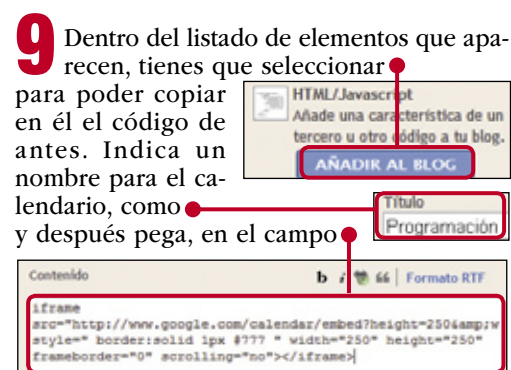 9 Dentro del listado de elementos que apa-
recen, tienes que seleccionar
para poder copiar
en él el código de
antes. Indica un
nombre para el ca-
lendario, como
y después pega, en el campo
HTML/Javascript
Añade una característica de un
tercero u otro código a tu blog.
AÑADIR AL BLOG
Título
Programación
Contenido b i “ Formato RTF
iframe
src="http://www.google.com/calendar/embed?height=250&amp;w
style=" border:solid 1px #777 " width="250" height="250"
frameborder="0" scrolling="no"></iframe>